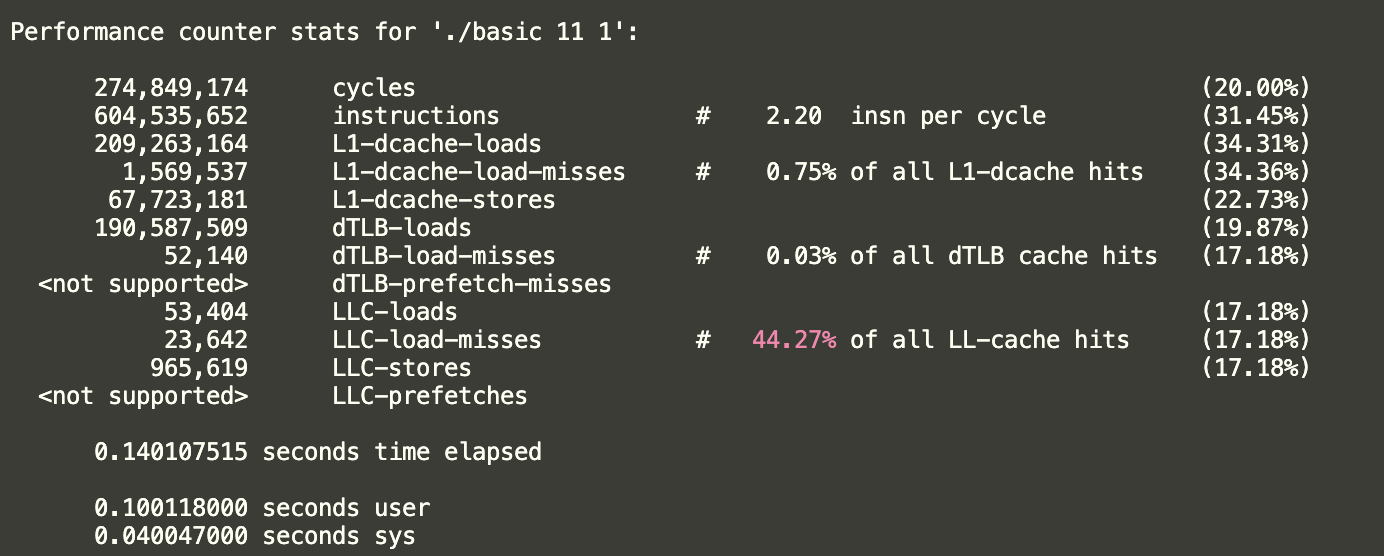 Performance counter stats for './basic 11 1':
274,849,174 cycles (20.00%)
604,535,652 instructions # 2.20 insn per cycle (31.45%)
209,263,164 L1-dcache-loads (34.31%)
1,569,537 L1-dcache-load-misses # 0.75% of all L1-dcache hits (34.36%)
67,723,181 L1-dcache-stores (22.73%)
190,587,509 dTLB-loads (19.87%)
52,140 dTLB-load-misses # 0.03% of all dTLB cache hits (17.18%)
<not supported> dTLB-prefetch-misses
53,404 LLC-loads (17.18%)
23,642 LLC-load-misses # 44.27% of all LL-cache hits (17.18%)
965,619 LLC-stores (17.18%)
<not supported> LLC-prefetches
0.140107515 seconds time elapsed
0.100118000 seconds user
0.040047000 seconds sys